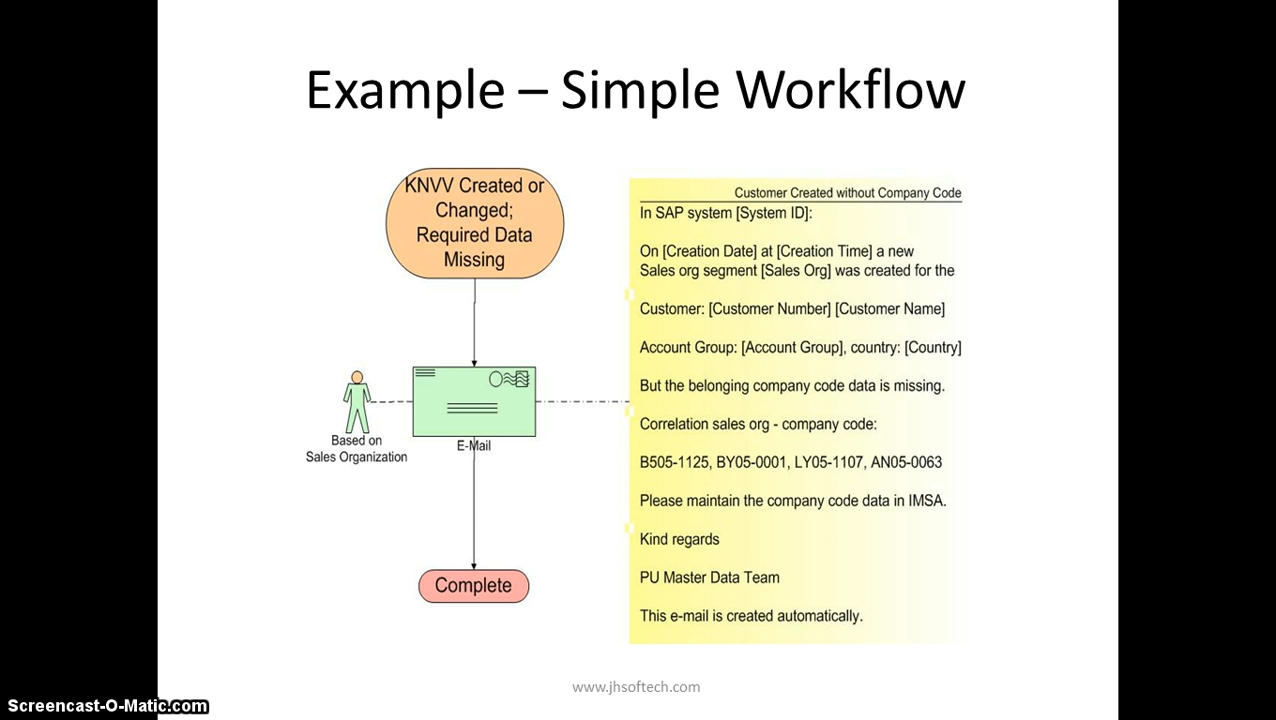 Example – Simple Workflow
KNVV Created or
Changed;
Required Data
Missing
Based on
Sales Organization
E-Mail
Complete
Customer Created without Company Code
In SAP system [System ID]:
On [Creation Date] at [Creation Time] a new
Sales org segment [Sales Org] was created for the
Customer: [Customer Number] [Customer Name]
Account Group: [Account Group], country: [Country]
But the belonging company code data is missing.
Correlation sales org - company code:
B505-1125, BY05-0001, LY05-1107, AN05-0063
Please maintain the company code data in IMSA.
Kind regards
PU Master Data Team
This e-mail is created automatically.
www.jhsoftech.com
Screencast-O-Matic.com